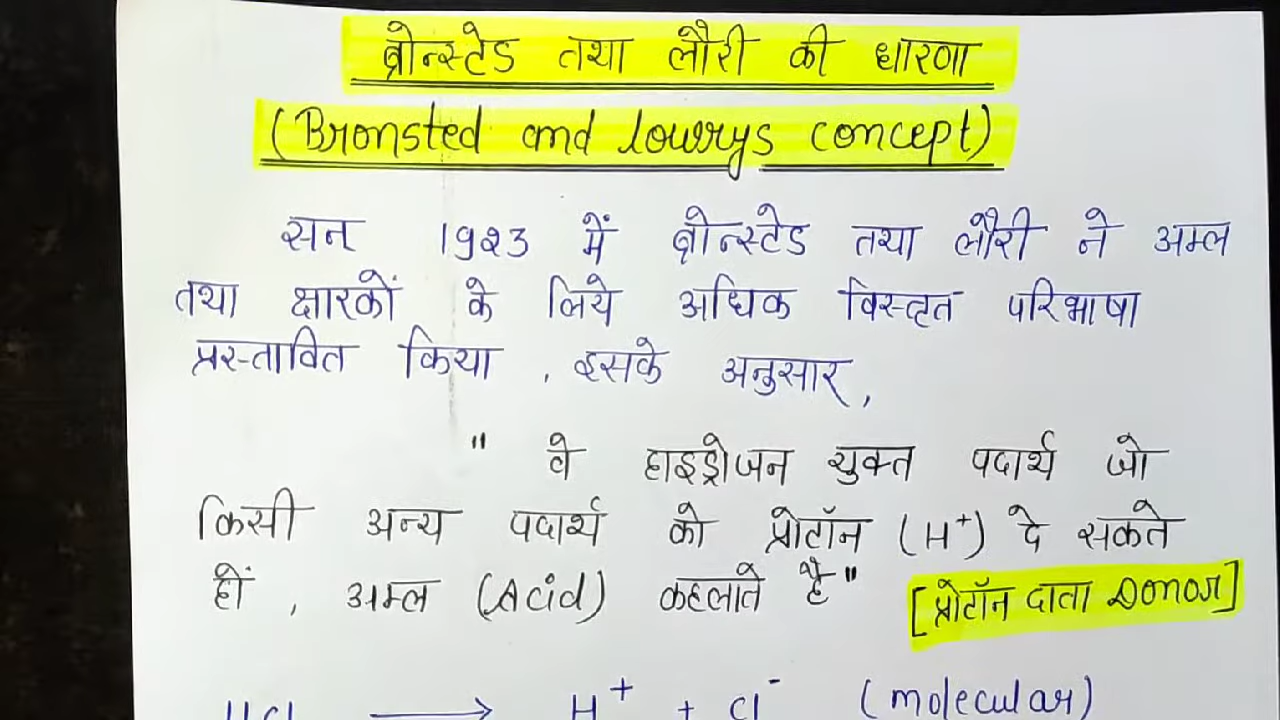 ब्रोन्स्टेड तथा लौरी की धारणा
(Bronsted and lowrys concept)
सन् 1923 में ब्रोन्स्टेड तथा लौरी ने अम्ल
तथा क्षारकों के लिये अधिक विस्तृत परिभाषा
प्रस्तावित किया , इसके अनुसार,
" वे हाइड्रोजन युक्त पदार्थ जो
किसी अन्य पदार्थ को प्रोटॉन (H⁺) दे सकते
हों , अम्ल (Acid) कहलाते है"
[प्रोटॉन दाता Donor]
HCl ⟶ H⁺ + Cl⁻ (molecular)